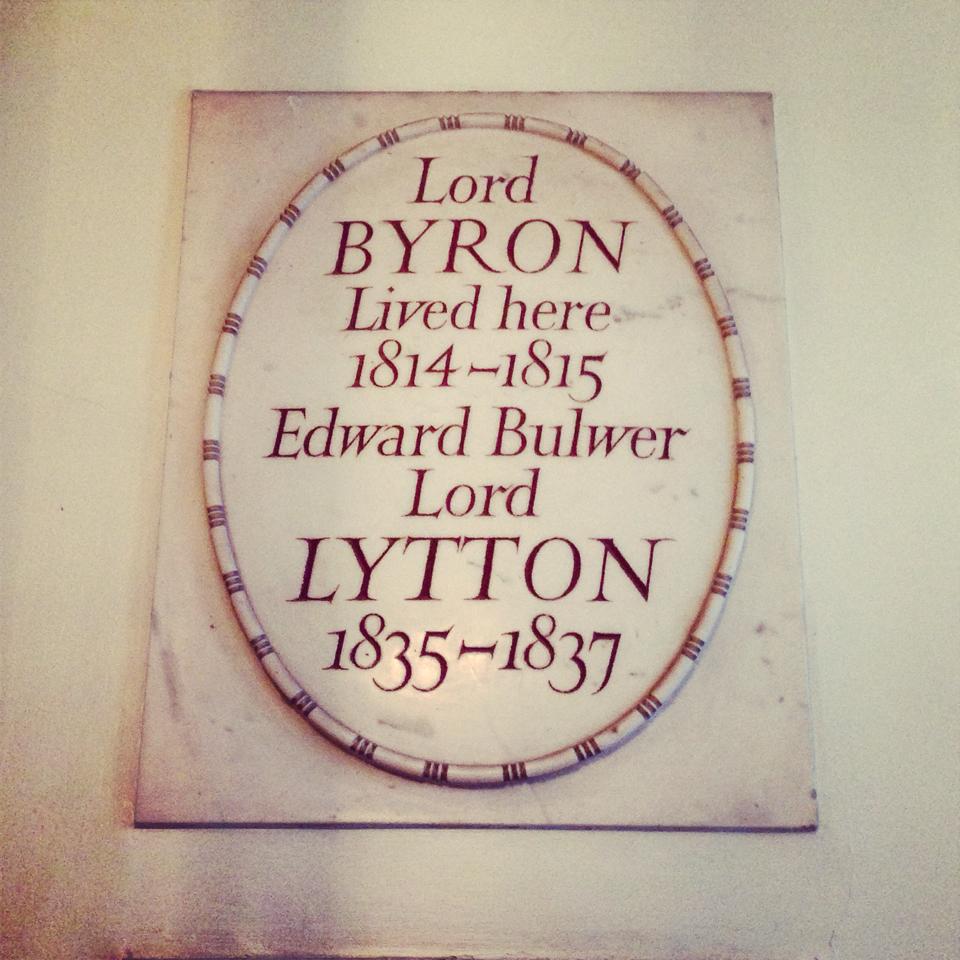 Lord
BYRON
Lived here
1814–1815
Edward Bulwer
Lord
LYTTON
1835–1837